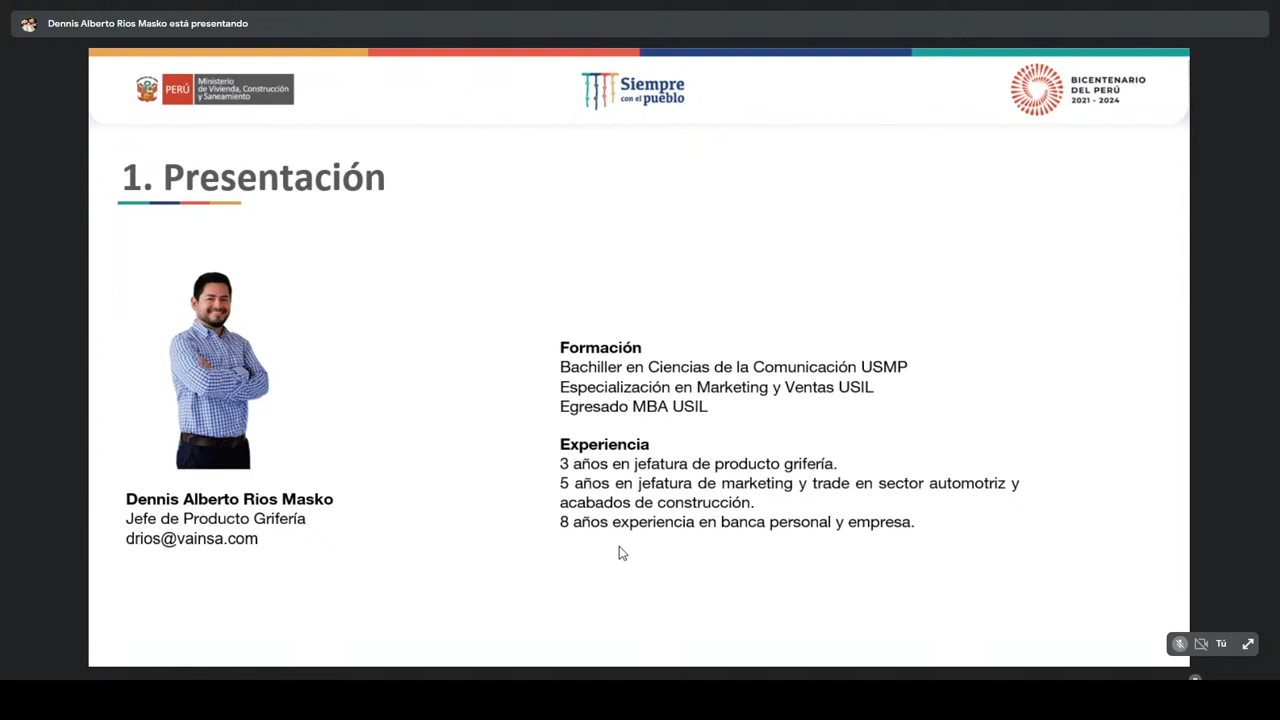 Dennis Alberto Rios Masko está presentando
PERÚ
Ministerio
de Vivienda, Construcción
y Saneamiento
Siempre
con el pueblo
BICENTENARIO
DEL PERÚ
2021 - 2024
1. Presentación
Dennis Alberto Rios Masko
Jefe de Producto Grifería
drios@vainsa.com
Formación
Bachiller en Ciencias de la Comunicación USMP
Especialización en Marketing y Ventas USIL
Egresado MBA USIL
Experiencia
3 años en jefatura de producto grifería.
5 años en jefatura de marketing y trade en sector automotriz y
acabados de construcción.
8 años experiencia en banca personal y empresa.
Tú